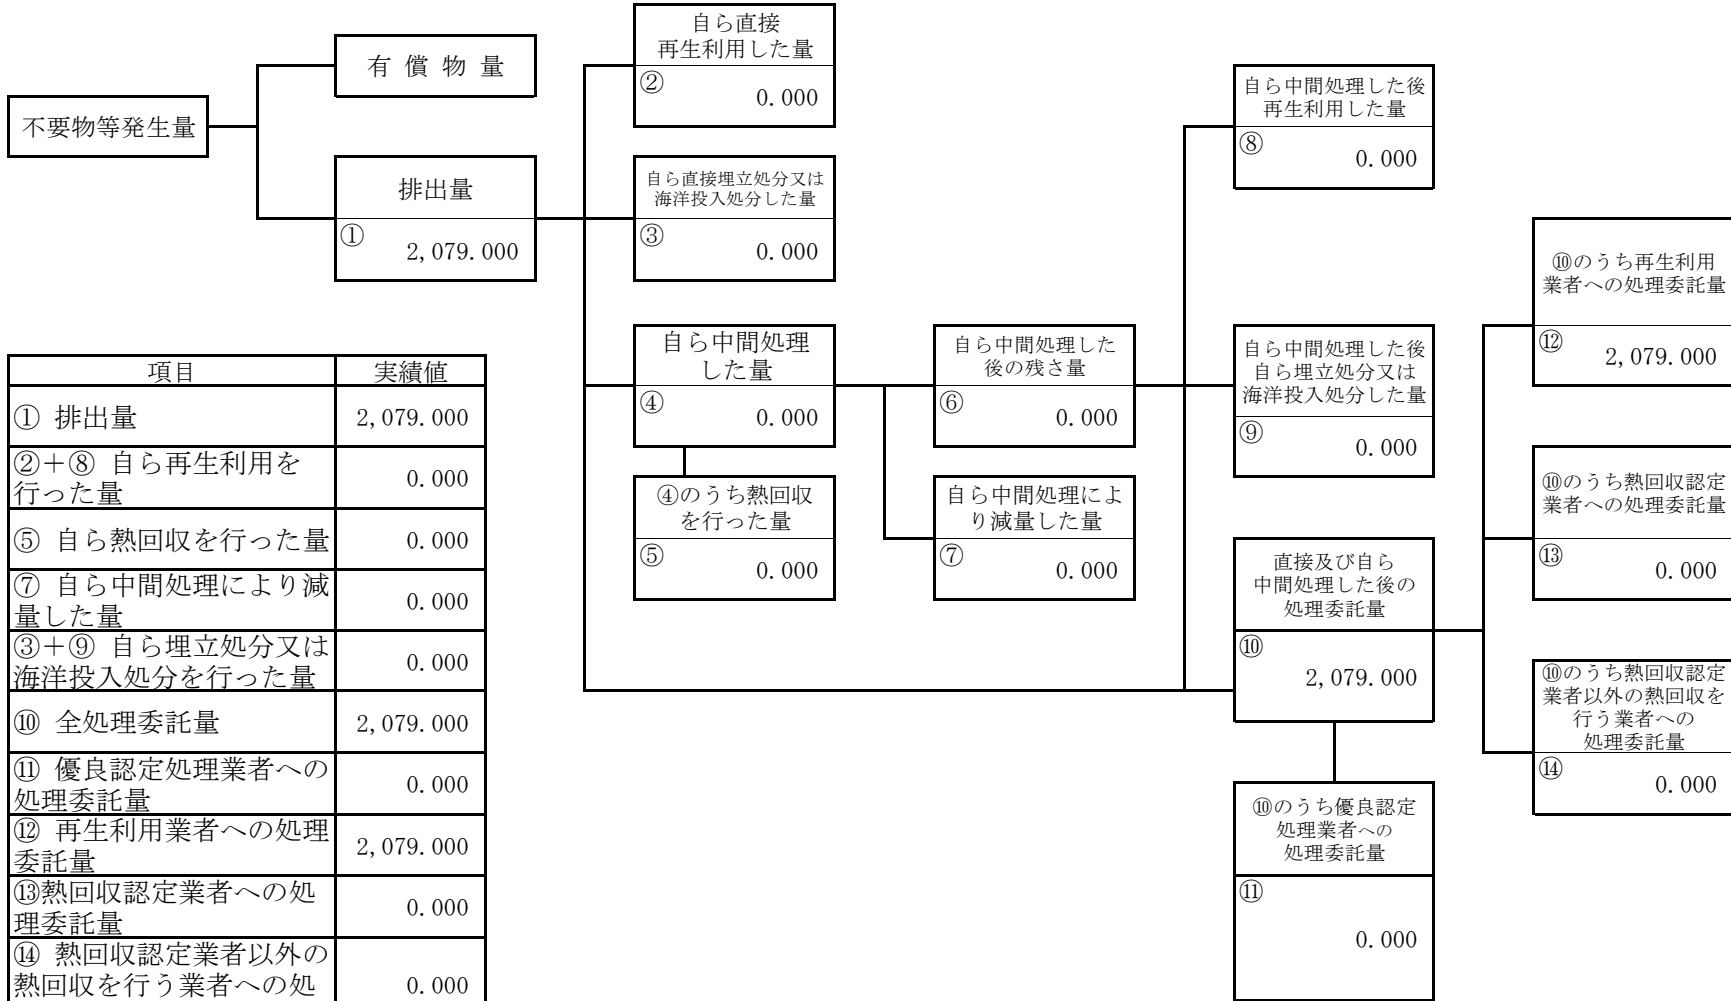 不要物等発生量
有 償 物 量
排出量
①
2,079.000
自ら直接
再生利用した量
②
0.000
自ら直接埋立処分又は
海洋投入処分した量
③
0.000
自ら中間処理
した量
④
0.000
④のうち熱回収
を行った量
⑤
0.000
自ら中間処理した
後の残さ量
⑥
0.000
自ら中間処理によ
り減量した量
⑦
0.000
自ら中間処理した後
再生利用した量
⑧
0.000
自ら中間処理した後
自ら埋立処分又は
海洋投入処分した量
⑨
0.000
直接及び自ら
中間処理した後の
処理委託量
⑩
2,079.000
⑩のうち優良認定
処理業者への
処理委託量
⑪
0.000
⑩のうち再生利用
業者への処理委託量
⑫
2,079.000
⑩のうち熱回収認定
業者への処理委託量
⑬
0.000
⑩のうち熱回収認定
業者以外の熱回収を
行う業者への
処理委託量
⑭
0.000
項目 実績値
① 排出量 2,079.000
②+⑧ 自ら再生利用を
行った量 0.000
⑤ 自ら熱回収を行った量 0.000
⑦ 自ら中間処理により減
量した量 0.000
③+⑨ 自ら埋立処分又は
海洋投入処分を行った量 0.000
⑩ 全処理委託量 2,079.000
⑪ 優良認定処理業者への
処理委託量 0.000
⑫ 再生利用業者への処理
委託量 2,079.000
⑬熱回収認定業者への処
理委託量 0.000
⑭ 熱回収認定業者以外の
熱回収を行う業者への処 0.000